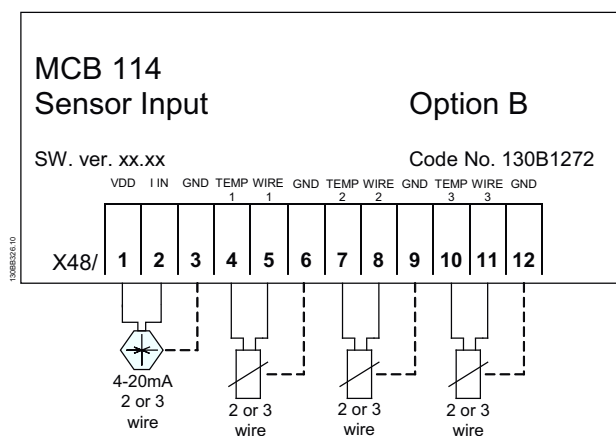 MCB 114
Sensor Input Option B
SW. ver. xx.xx Code No. 130B1272
VDD I IN GND TEMP WIRE GND TEMP WIRE GND TEMP WIRE GND
1 1 2 2 3 3
X48/ 1 2 3 4 5 6 7 8 9 10 11 12
130BB326.10
4-20mA
2 or 3
wire
2 or 3
wire
2 or 3
wire
2 or 3
wire